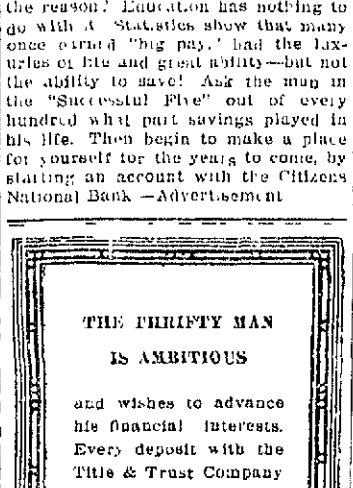 the reason? Education has nothing to
do with it. Statistics show that many
once earned "big pay," had the lux-
uries of life and great ability—but not
the ability to save! Ask the man in
the "Successful Five" out of every
hundred what part savings played in
his life. Then begin to make a place
for yourself for the years to come, by
starting an account with the Citizens
National Bank —Advertisement
THE THRIFTY MAN
IS AMBITIOUS
and wishes to advance
his financial interests.
Every deposit with the
Title & Trust Company